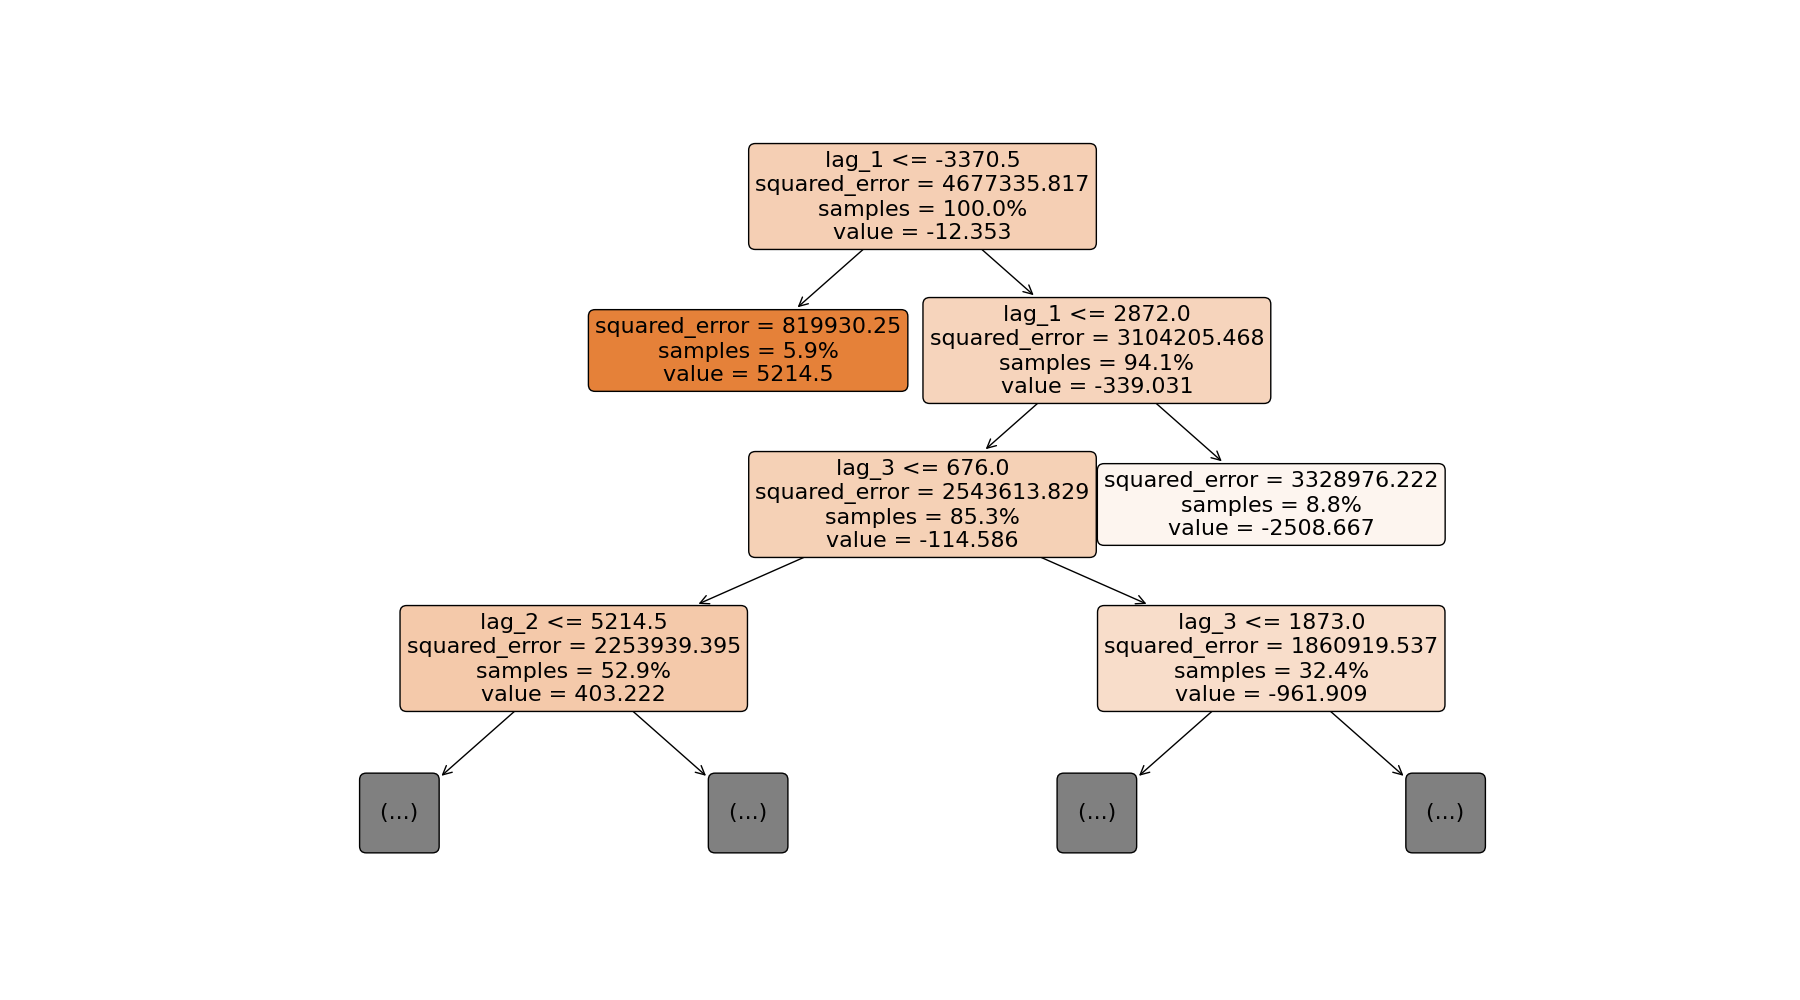 lag_1 <= -3370.5
squared_error = 4677335.817
samples = 100.0%
value = -12.353
squared_error = 819930.25
samples = 5.9%
value = 5214.5
lag_1 <= 2872.0
squared_error = 3104205.468
samples = 94.1%
value = -339.031
lag_3 <= 676.0
squared_error = 2543613.829
samples = 85.3%
value = -114.586
squared_error = 3328976.222
samples = 8.8%
value = -2508.667
lag_2 <= 5214.5
squared_error = 2253939.395
samples = 52.9%
value = 403.222
lag_3 <= 1873.0
squared_error = 1860919.537
samples = 32.4%
value = -961.909
(...)
(...)
(...)
(...)